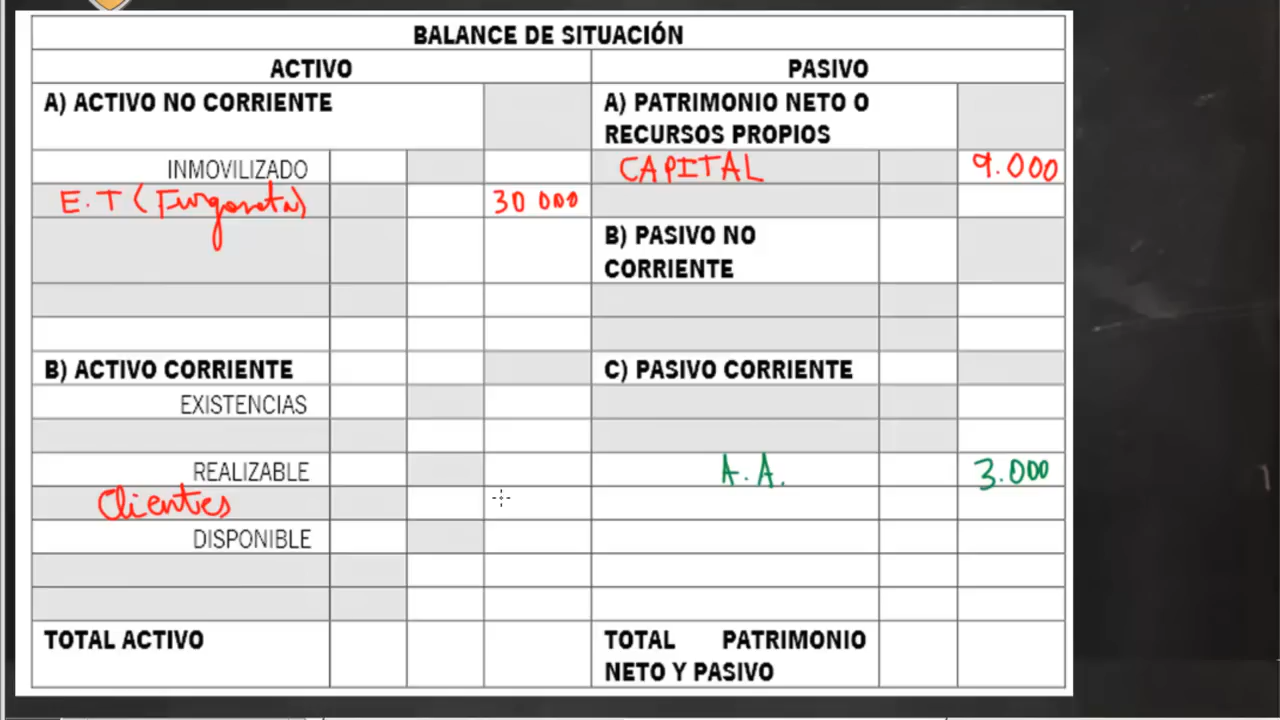 BALANCE DE SITUACIÓN
ACTIVO PASIVO
A) ACTIVO NO CORRIENTE A) PATRIMONIO NETO O
RECURSOS PROPIOS
INMOVILIZADO CAPITAL 9.000
E.T (Furgoneta) 30 000
B) PASIVO NO
CORRIENTE
B) ACTIVO CORRIENTE C) PASIVO CORRIENTE
EXISTENCIAS
REALIZABLE A.A. 3.000
Clientes
DISPONIBLE
TOTAL ACTIVO TOTAL PATRIMONIO
NETO Y PASIVO